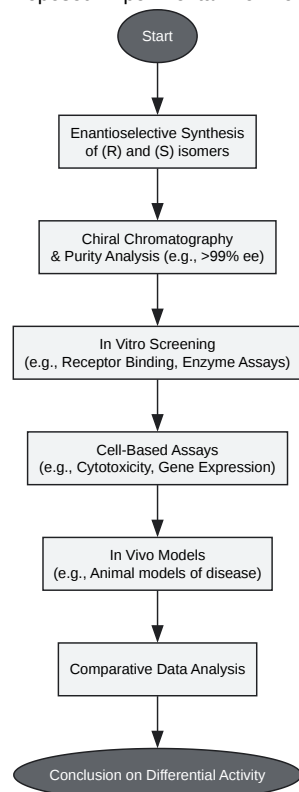 Start
Enantioselective Synthesis
of (R) and (S) isomers
Chiral Chromatography
& Purity Analysis (e.g., >99% ee)
In Vitro Screening
(e.g., Receptor Binding, Enzyme Assays)
Cell-Based Assays
(e.g., Cytotoxicity, Gene Expression)
In Vivo Models
(e.g., Animal models of disease)
Comparative Data Analysis
Conclusion on Differential Activity